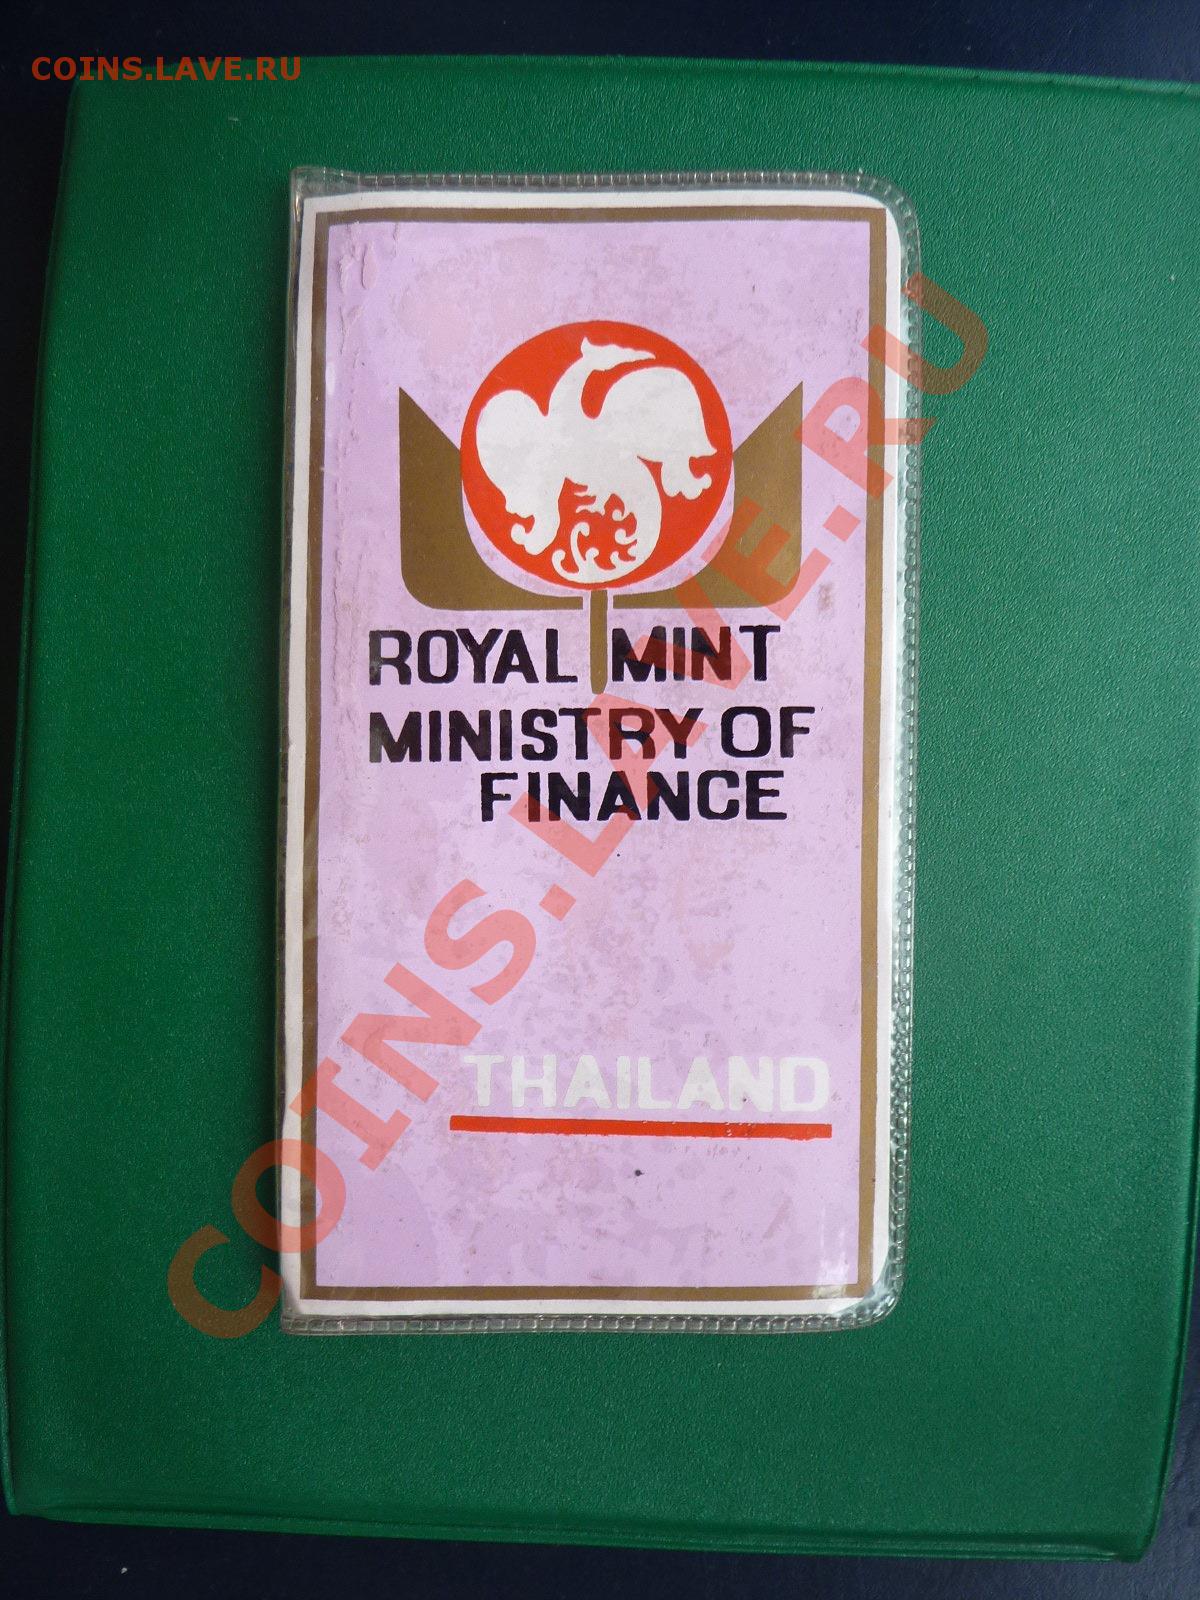 COINS.LAVE.RU
ROYAL MINT
MINISTRY OF
FINANCE
THAILAND
COINS.LAVE.RU